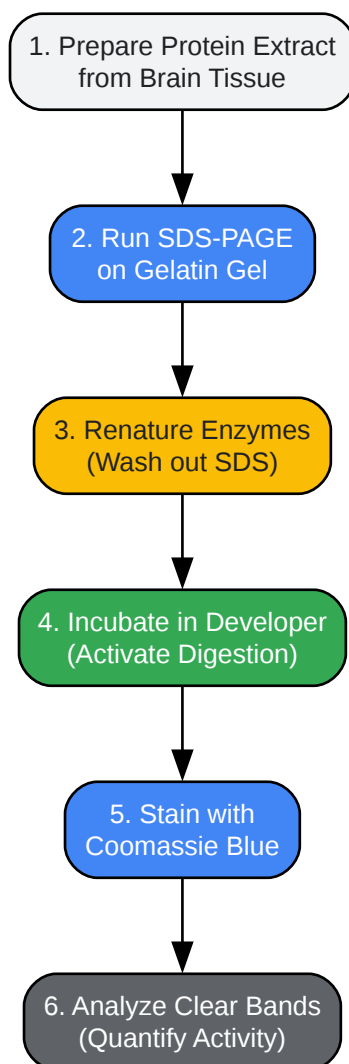 1. Prepare Protein Extract
from Brain Tissue
2. Run SDS-PAGE
on Gelatin Gel
3. Renature Enzymes
(Wash out SDS)
4. Incubate in Developer
(Activate Digestion)
5. Stain with
Coomassie Blue
6. Analyze Clear Bands
(Quantify Activity)